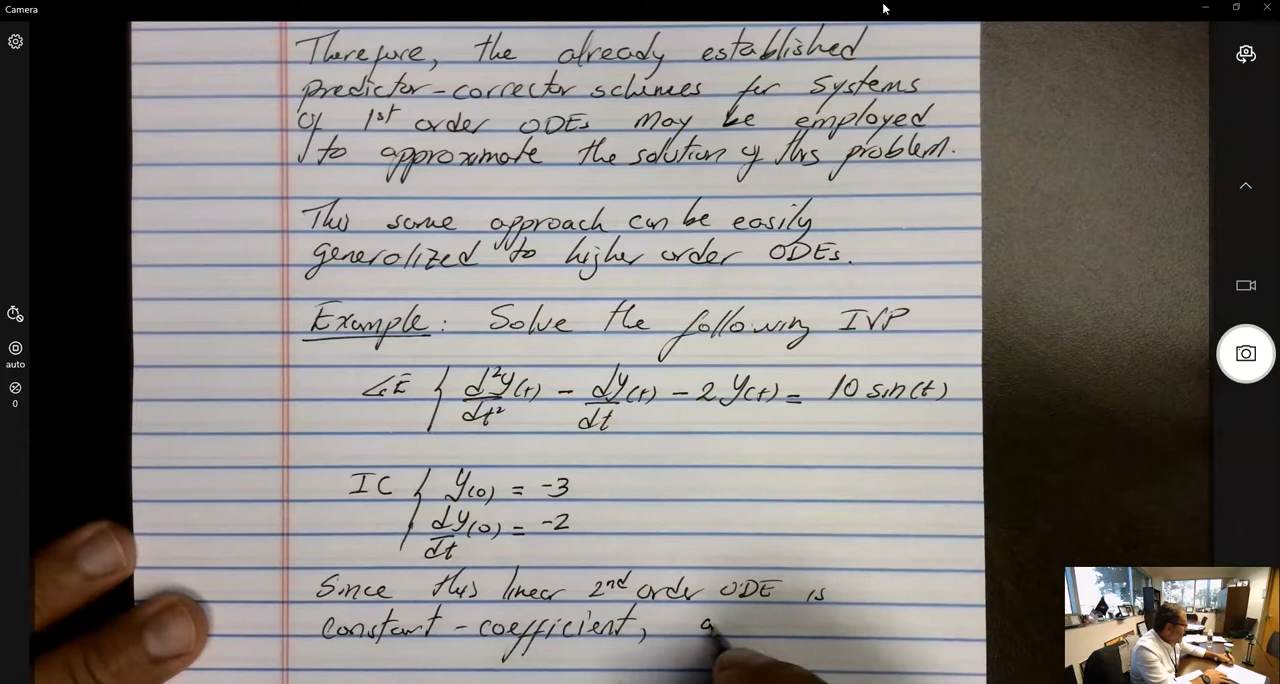 Camera
Therefore, the already established
predictor-corrector schemes for systems
of 1st order ODEs may be employed
to approximate the solution of this problem.
This same approach can be easily
generalized to higher order ODEs.
Example: Solve the following IVP
GE { d²y(t)/dt² - dy(t)/dt - 2y(t) = 10 sin(t)
IC { y(0) = -3
dy/dt(0) = -2
auto
0
Since this linear 2nd order ODE is
constant-coefficient, a